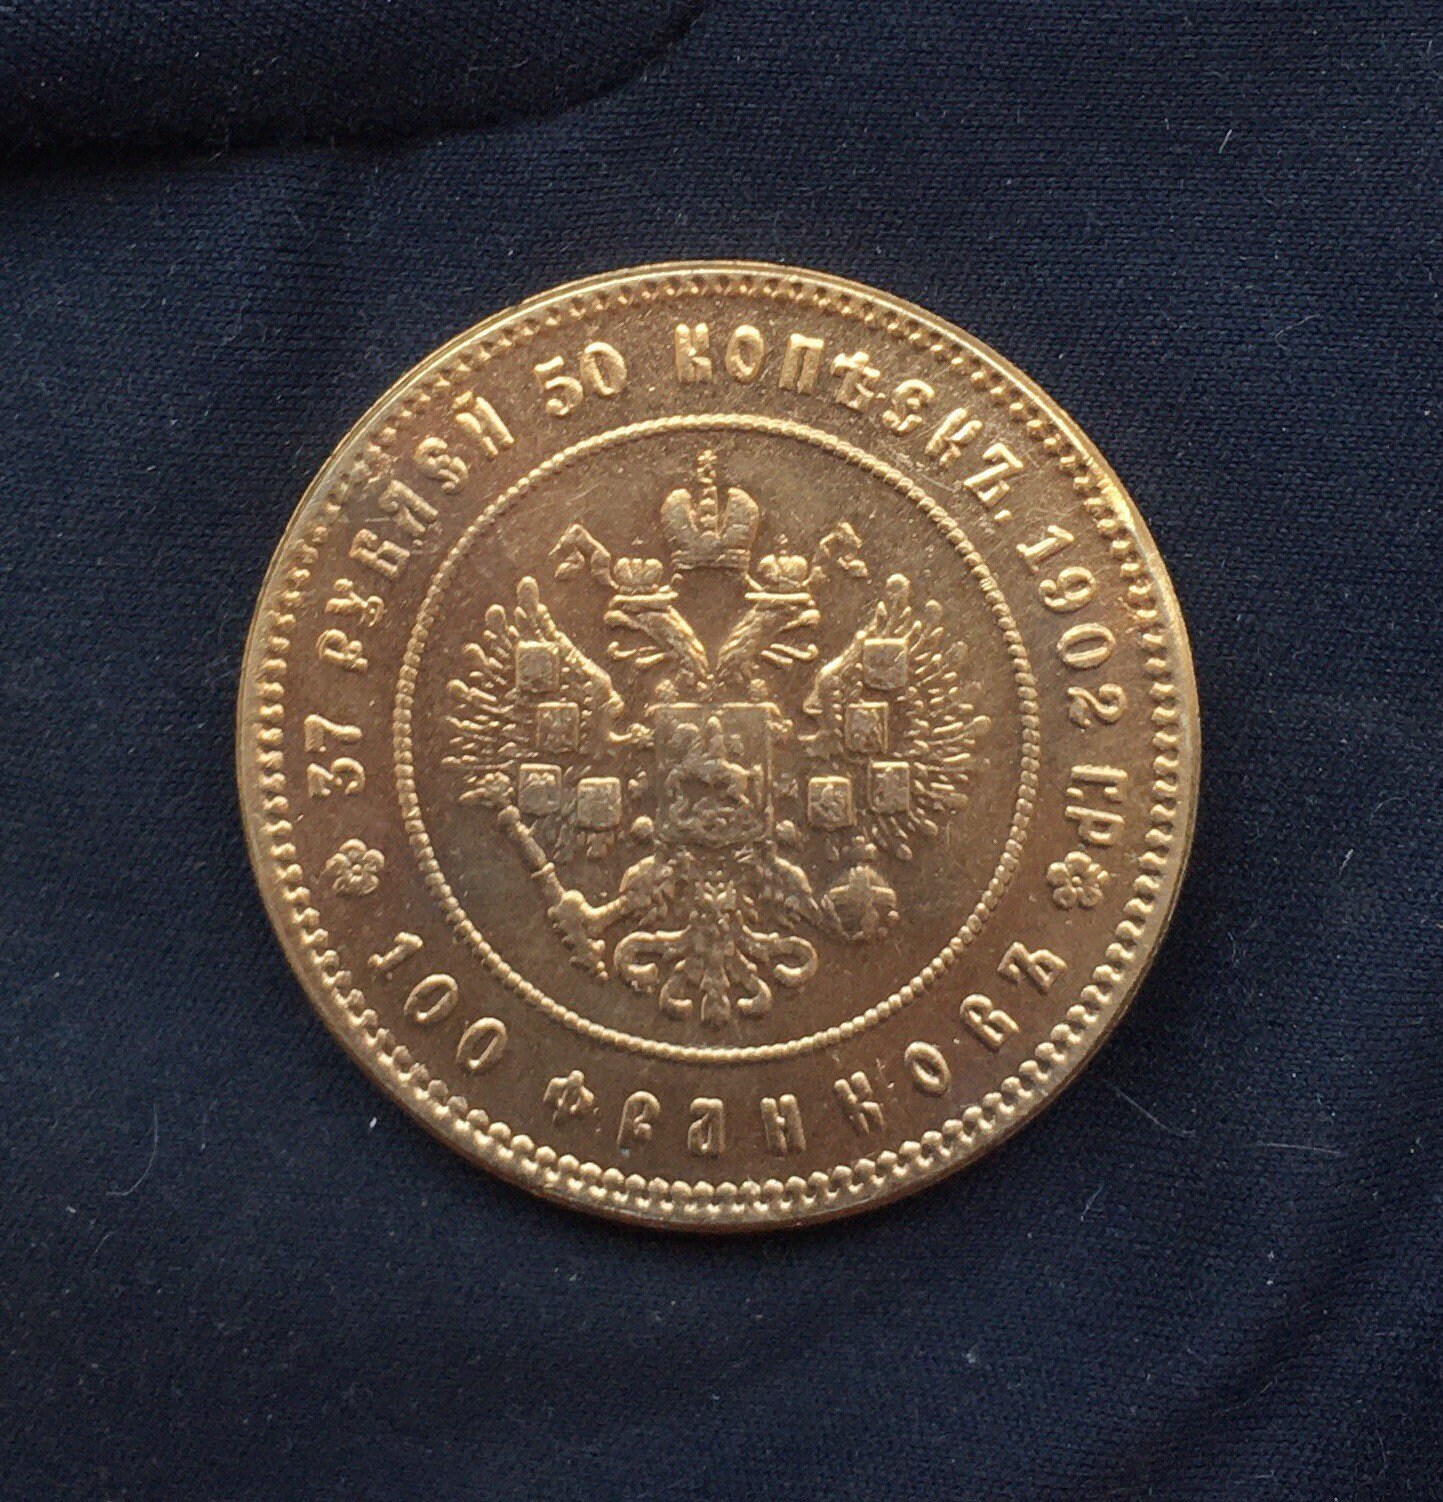 37 РУБЛЕЙ 50 КОПѢЕКЪ. 1902 Г.Р
100 ФРАНКОВЪ